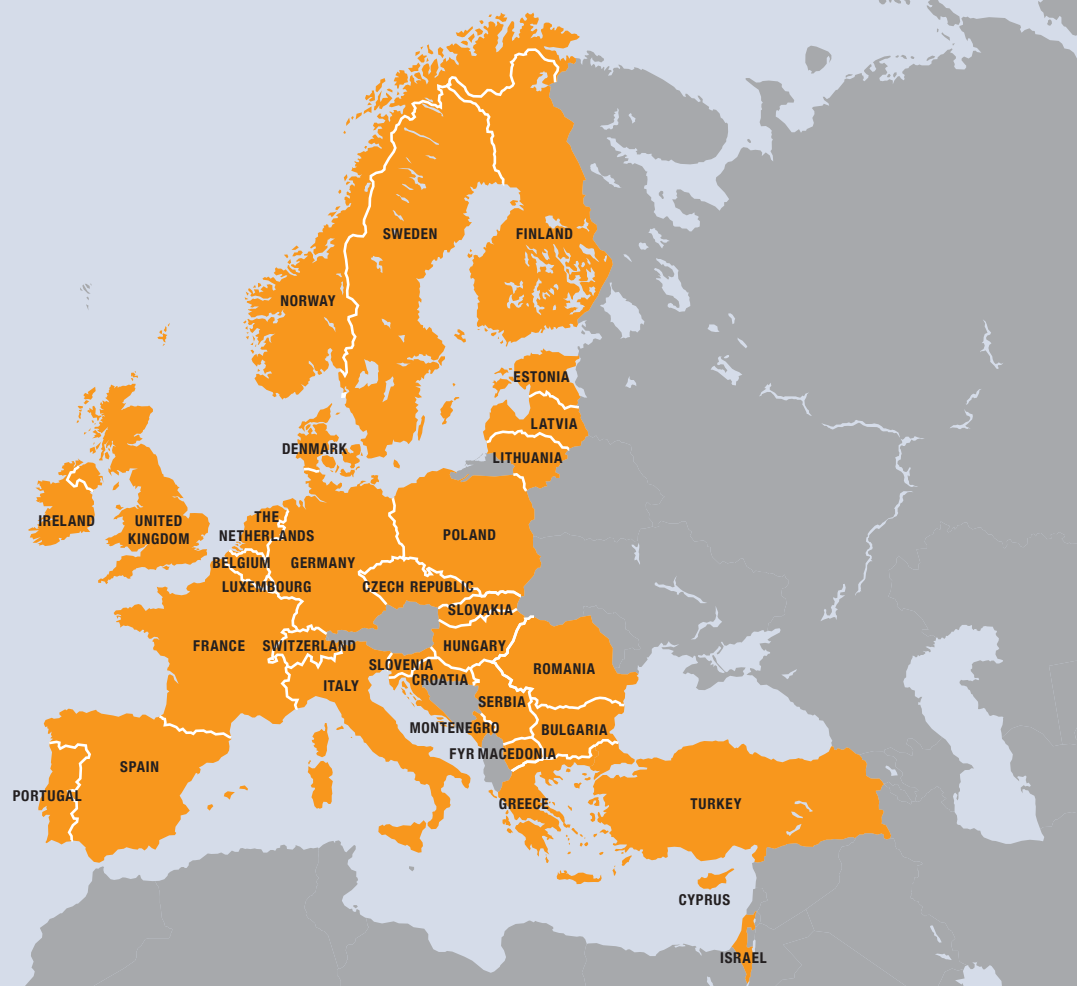 SWEDEN
FINLAND
NORWAY
ESTONIA
LATVIA
DENMARK
LITHUANIA
IRELAND
UNITED
KINGDOM
THE
NETHERLANDS
POLAND
BELGIUM
GERMANY
LUXEMBOURG
CZECH REPUBLIC
SLOVAKIA
FRANCE
SWITZERLAND
HUNGARY
SLOVENIA
ROMANIA
CROATIA
ITALY
SERBIA
MONTENEGRO
BULGARIA
FYR MACEDONIA
SPAIN
PORTUGAL
GREECE
TURKEY
CYPRUS
ISRAEL